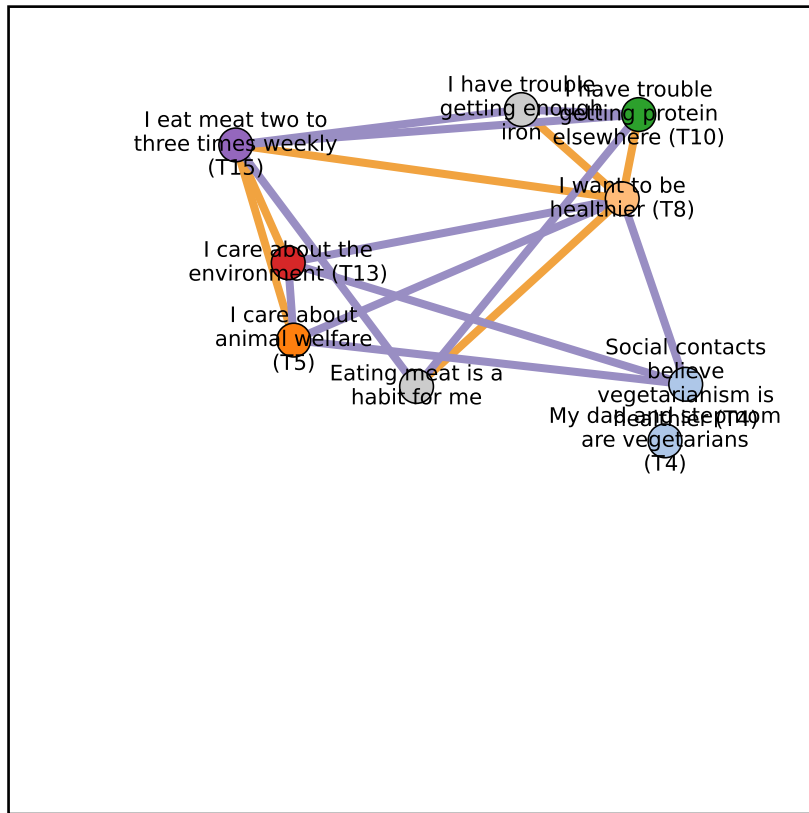 I have trouble
getting enough
iron
I have trouble
getting protein
elsewhere (T10)
I eat meat two to
three times weekly
(T15)
I want to be
healthier (T8)
I care about the
environment (T13)
I care about
animal welfare
(T5)
Eating meat is a
habit for me
Social contacts
believe
vegetarianism is
healthier (T4)
My dad and stepmom
are vegetarians
(T4)